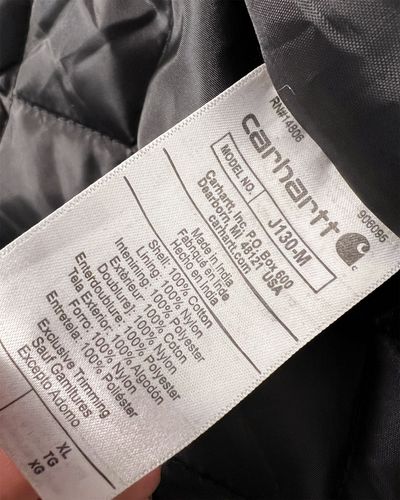 RN#14806
carhartt
906095
MODEL NO.
J130-M
Carhartt, Inc. P.O. Box 600
Dearborn, MI 48121 USA
carhartt.com
Made in India
Fabriqué en Inde
Hecho en India
Shell: 100% Cotton
Lining: 100% Nylon
Interlining: 100% Polyester
Extérieur: 100% Coton
Doublure: 100% Nylon
Enterdoublure: 100% Polyester
Tela Exterior: 100% Algodón
Forro: 100% Nylon
Entretela: 100% Poliéster
Exclusive Trimming
Sauf Garnitures
Excepto Adorno
XL
TG
XG